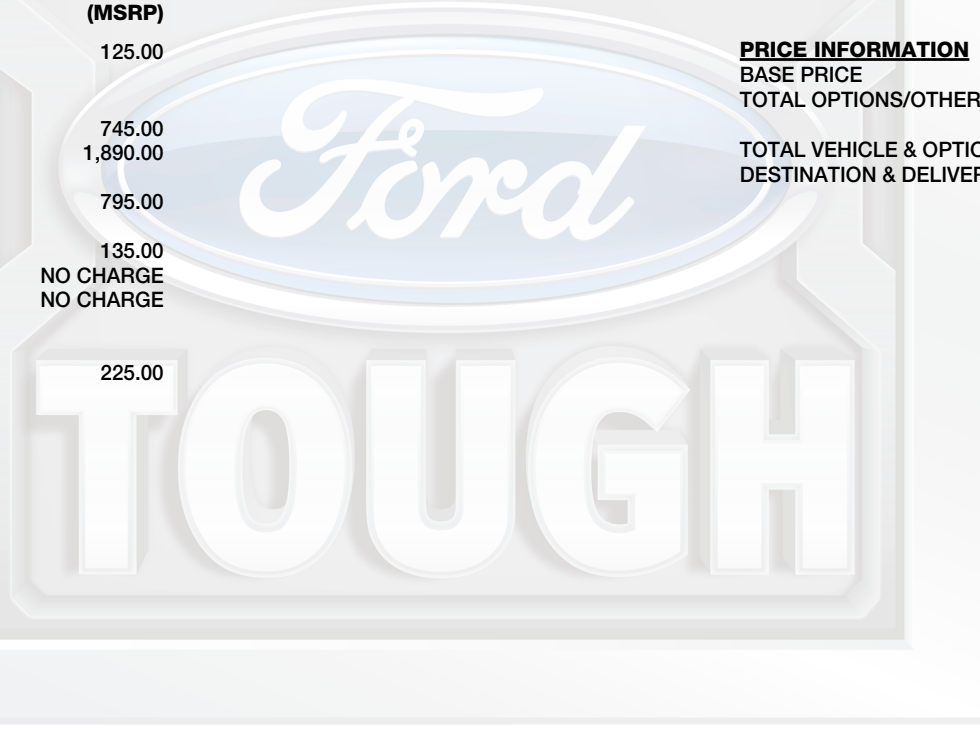 (MSRP)
125.00
745.00
1,890.00
795.00
135.00
NO CHARGE
NO CHARGE
225.00
PRICE INFORMATION
BASE PRICE
TOTAL OPTIONS/OTHER
TOTAL VEHICLE & OPTIO
DESTINATION & DELIVER
Ford
TOUGH